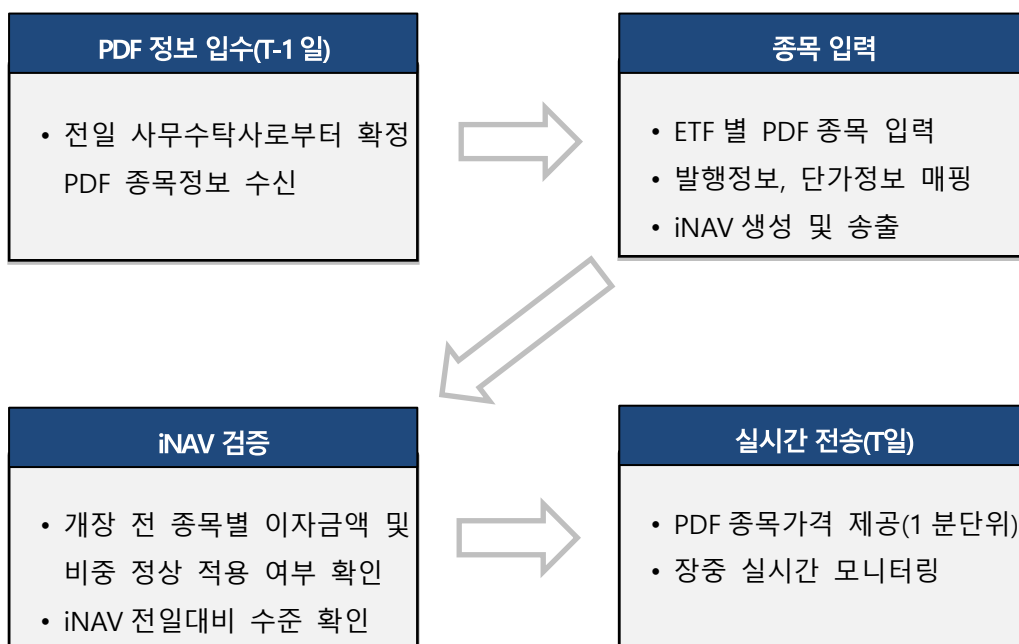 PDF 정보 입수(T-1 일)
• 전일 사무수탁사로부터 확정
PDF 종목정보 수신
종목 입력
• ETF 별 PDF 종목 입력
• 발행정보, 단가정보 매핑
• iNAV 생성 및 송출
iNAV 검증
• 개장 전 종목별 이자금액 및
비중 정상 적용 여부 확인
• iNAV 전일대비 수준 확인
실시간 전송(T일)
• PDF 종목가격 제공(1 분단위)
• 장중 실시간 모니터링